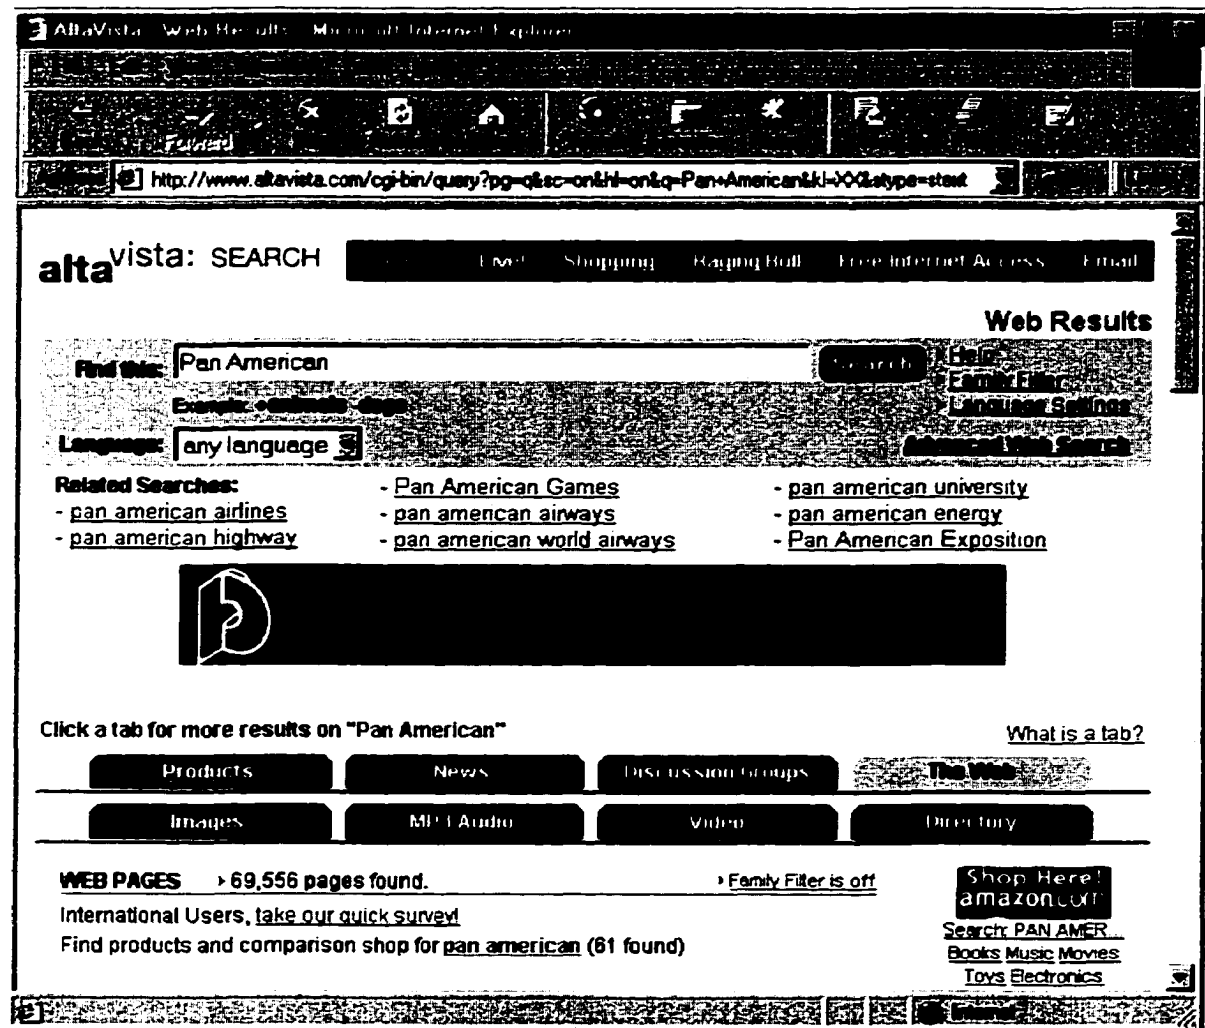 AltaVista - Web Results - Microsoft Internet Explorer
Forward
http://www.altavista.com/cgi-bin/query?pg=q&sc=on&hl=on&q=Pan+American&kl=XX&stype=stext
altavista: SEARCH
Live! Shopping Raging Bull Free Internet Access Email
Web Results
Find this: Pan American Search
Help
Family Filter
Example: dogs Language Settings
Language: any language Advanced Web Search
Related Searches: - Pan American Games - pan american university
- pan american airlines - pan american airways - pan american energy
- pan american highway - pan american world airways - Pan American Exposition
Click a tab for more results on "Pan American" What is a tab?
Products News Discussion Groups The Web
Images MP3 Audio Video Directory
WEB PAGES 69,556 pages found. Family Filter is off
International Users, take our quick survey!
Find products and comparison shop for pan american (61 found)
Shop Here!
amazon.com
Search: PAN AMER...
Books Music Movies
Toys Electronics
Internet